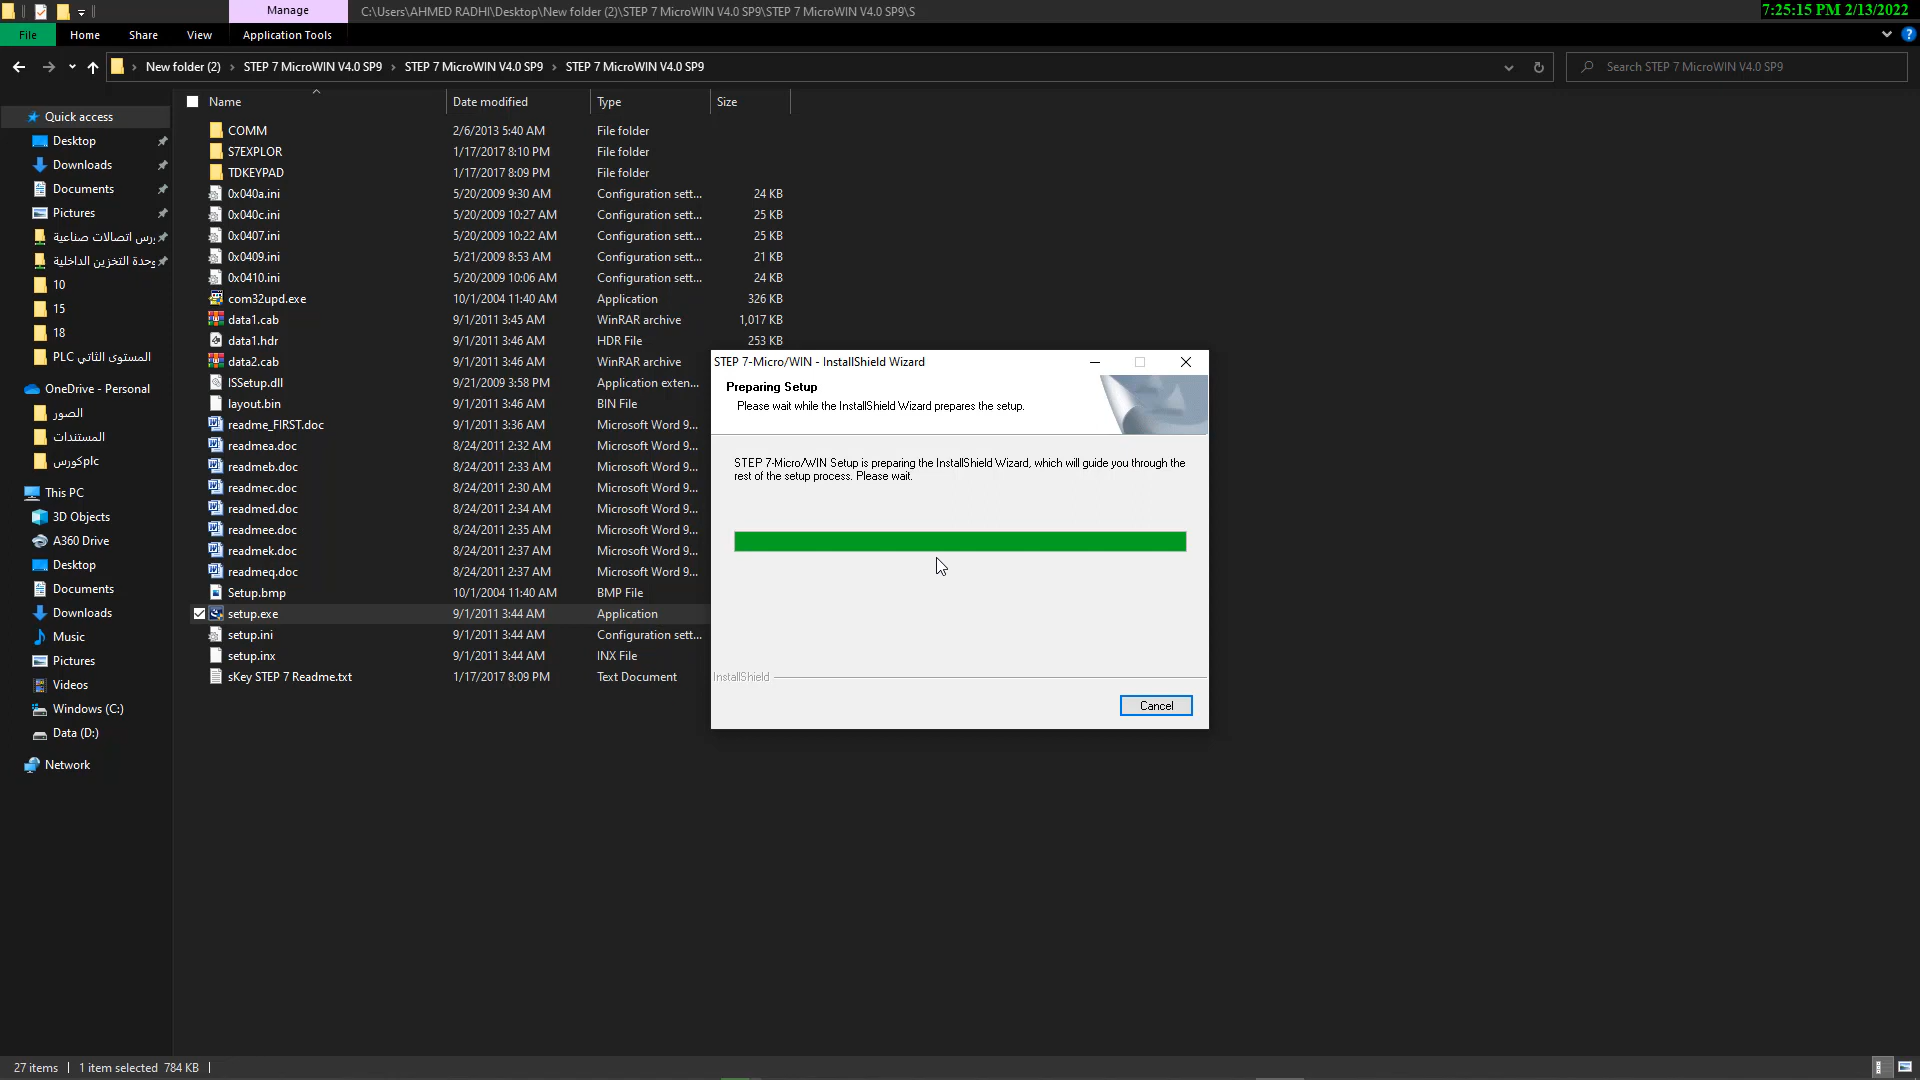 Manage
C:\Users\AHMED RADHI\Desktop\New folder (2)\STEP 7 MicroWIN V4.0 SP9\STEP 7 MicroWIN V4.0 SP9\S
7:25:15 PM 2/13/2022
File Home Share View Application Tools
New folder (2) › STEP 7 MicroWIN V4.0 SP9 › STEP 7 MicroWIN V4.0 SP9 › STEP 7 MicroWIN V4.0 SP9
Search STEP 7 MicroWIN V4.0 SP9
Quick access
Desktop
Downloads
Documents
Pictures
ورس اتصالات صناعية
وحدة التخزين الداخلية
10
15
18
المستوى الثاني PLC
OneDrive - Personal
الصور
المستندات
كورسplc
This PC
3D Objects
A360 Drive
Desktop
Documents
Downloads
Music
Pictures
Videos
Windows (C:)
Data (D:)
Network
Name Date modified Type Size
COMM 2/6/2013 5:40 AM File folder
S7EXPLOR 1/17/2017 8:10 PM File folder
TDKEYPAD 1/17/2017 8:09 PM File folder
0x040a.ini 5/20/2009 9:30 AM Configuration sett... 24 KB
0x040c.ini 5/20/2009 10:27 AM Configuration sett... 25 KB
0x0407.ini 5/20/2009 10:22 AM Configuration sett... 25 KB
0x0409.ini 5/21/2009 8:53 AM Configuration sett... 21 KB
0x0410.ini 5/20/2009 10:06 AM Configuration sett... 24 KB
com32upd.exe 10/1/2004 11:40 AM Application 326 KB
data1.cab 9/1/2011 3:45 AM WinRAR archive 1,017 KB
data1.hdr 9/1/2011 3:46 AM HDR File 253 KB
data2.cab 9/1/2011 3:46 AM WinRAR archive
ISSetup.dll 9/21/2009 3:58 PM Application exten...
layout.bin 9/1/2011 3:46 AM BIN File
readme_FIRST.doc 9/1/2011 3:36 AM Microsoft Word 9...
readmea.doc 8/24/2011 2:32 AM Microsoft Word 9...
readmeb.doc 8/24/2011 2:33 AM Microsoft Word 9...
readmec.doc 8/24/2011 2:30 AM Microsoft Word 9...
readmed.doc 8/24/2011 2:34 AM Microsoft Word 9...
readmee.doc 8/24/2011 2:35 AM Microsoft Word 9...
readmek.doc 8/24/2011 2:37 AM Microsoft Word 9...
readmeq.doc 8/24/2011 2:37 AM Microsoft Word 9...
Setup.bmp 10/1/2004 11:40 AM BMP File
setup.exe 9/1/2011 3:44 AM Application
setup.ini 9/1/2011 3:44 AM Configuration sett...
setup.inx 9/1/2011 3:44 AM INX File
sKey STEP 7 Readme.txt 1/17/2017 8:09 PM Text Document
STEP 7-Micro/WIN - InstallShield Wizard
Preparing Setup
Please wait while the InstallShield Wizard prepares the setup.
STEP 7-Micro/WIN Setup is preparing the InstallShield Wizard, which will guide you through the
rest of the setup process. Please wait.
InstallShield
Cancel
27 items 1 item selected 784 KB